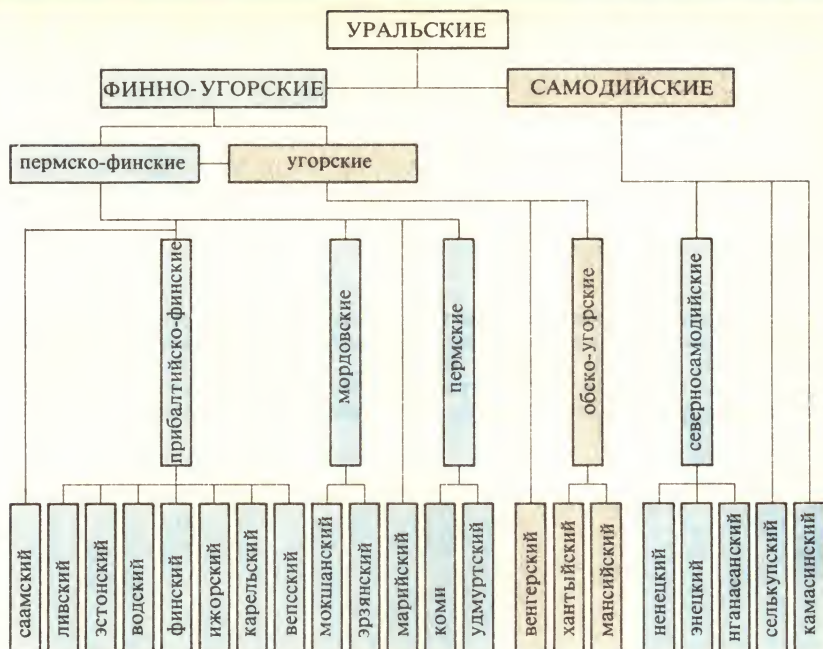 УРАЛЬСКИЕ
ФИННО-УГОРСКИЕ
САМОДИЙСКИЕ
пермско-финские
угорские
прибалтийско-финские
мордовские
пермские
обско-угорские
северносамодийские
саамский
ливский
эстонский
водский
финский
ижорский
карельский
вепсский
мокшанский
эрзянский
марийский
коми
удмуртский
венгерский
хантыйский
мансийский
ненецкий
энецкий
нганасанский
селькупский
камасинский